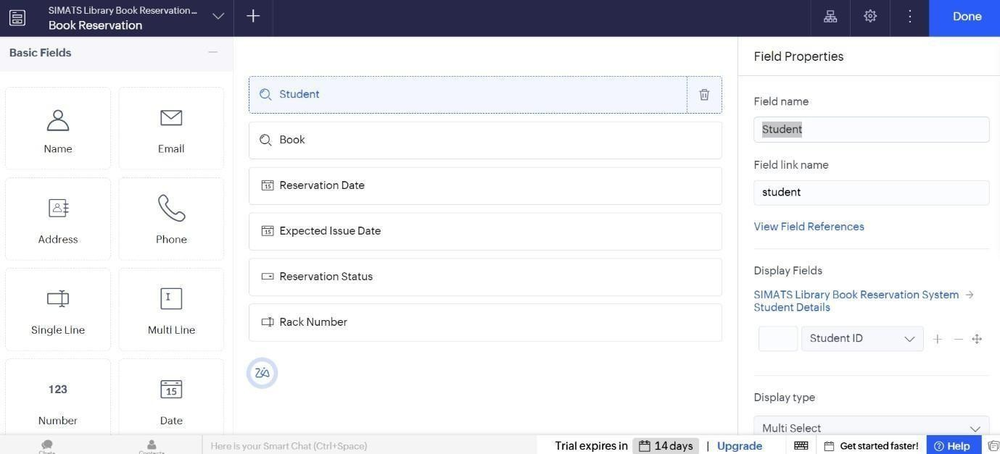 SIMATS Library Book Reservation...
Book Reservation
Done
Basic Fields
Name
Email
Address
Phone
Single Line
Multi Line
123
Number
15
Date
Student
Book
15 Reservation Date
15 Expected Issue Date
Reservation Status
Rack Number
Zia
Field Properties
Field name
Student
Field link name
student
View Field References
Display Fields
SIMATS Library Book Reservation System
Student Details
Student ID
Display type
Multi Select
Chats
Contacts
Here is your Smart Chat (Ctrl+Space)
Trial expires in 14 days | Upgrade
Get started faster!
Help